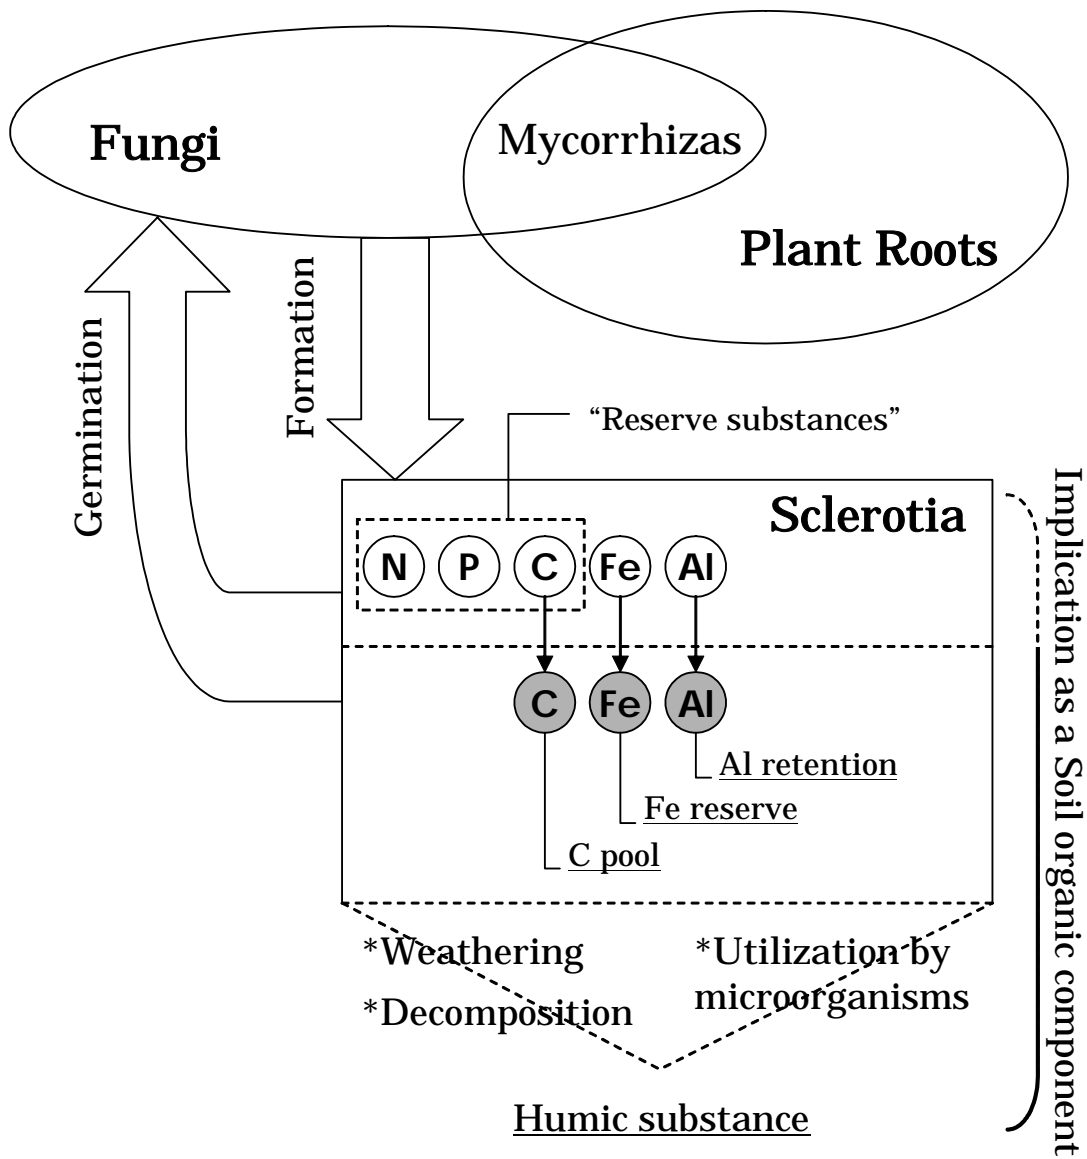 Fungi
Mycorrhizas
Plant Roots
Germination
Formation
“Reserve substances”
Sclerotia
N P C Fe Al
C Fe Al
Al retention
Fe reserve
C pool
*Weathering
*Decomposition
*Utilization by
microorganisms
Humic substance
Implication as a Soil organic component